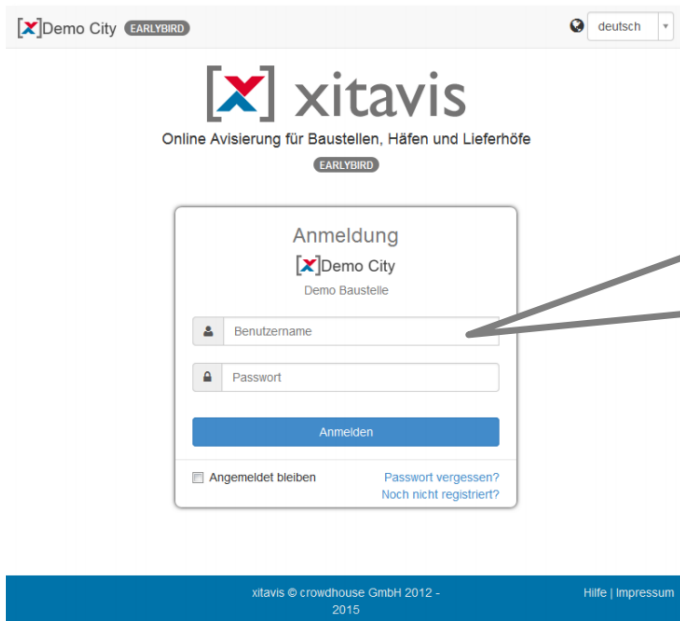 [X]Demo City EARLYBIRD deutsch
[X] xitavis
Online Avisierung für Baustellen, Häfen und Lieferhöfe
EARLYBIRD
Anmeldung
[X]Demo City
Demo Baustelle
Benutzername
Passwort
Anmelden
Angemeldet bleiben Passwort vergessen?
Noch nicht registriert?
xitavis © crowdhouse GmbH 2012 - Hilfe | Impressum
2015